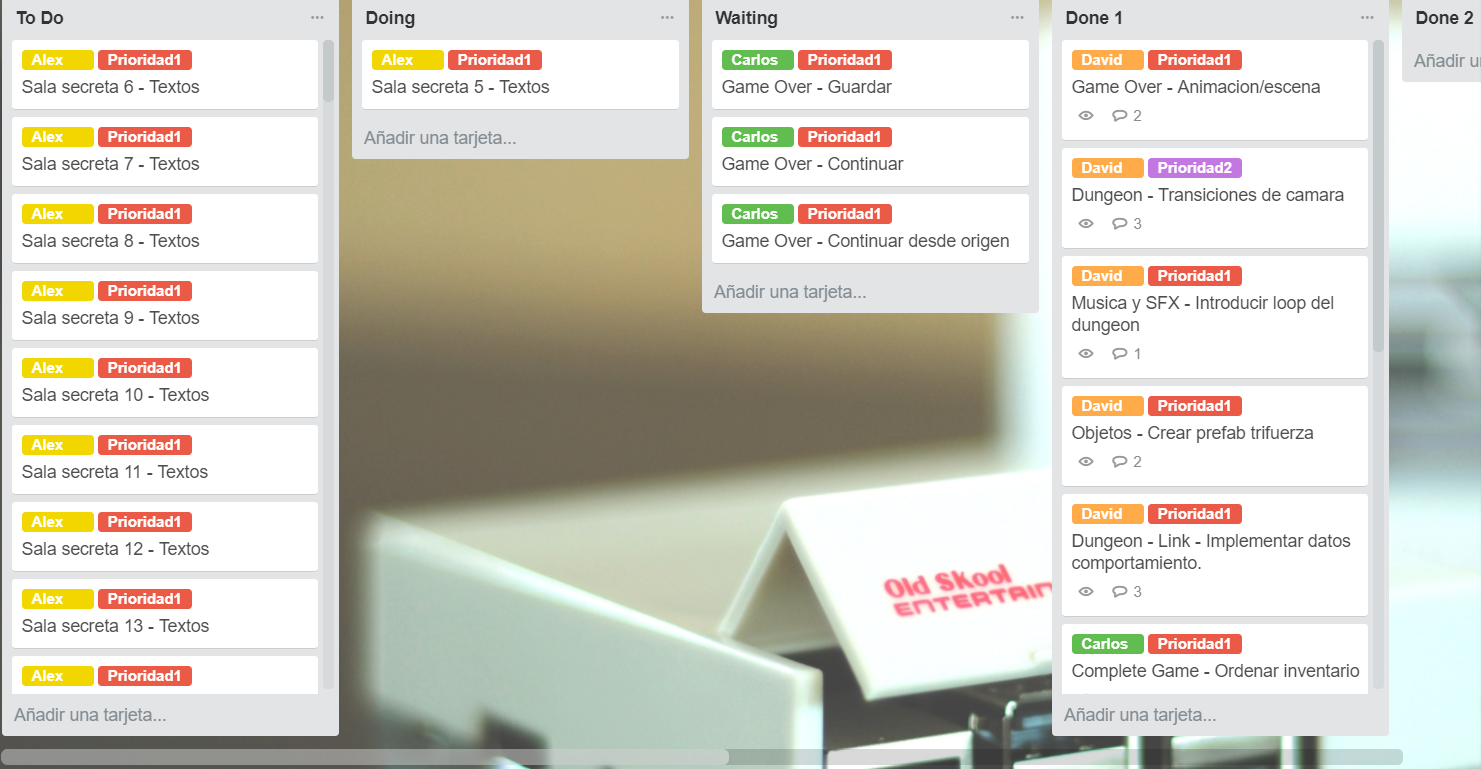 To Do
Alex Prioridad1
Sala secreta 6 - Textos
Alex Prioridad1
Sala secreta 7 - Textos
Alex Prioridad1
Sala secreta 8 - Textos
Alex Prioridad1
Sala secreta 9 - Textos
Alex Prioridad1
Sala secreta 10 - Textos
Alex Prioridad1
Sala secreta 11 - Textos
Alex Prioridad1
Sala secreta 12 - Textos
Alex Prioridad1
Sala secreta 13 - Textos
Alex Prioridad1
Añadir una tarjeta...
Doing
Alex Prioridad1
Sala secreta 5 - Textos
Añadir una tarjeta...
Waiting
Carlos Prioridad1
Game Over - Guardar
Carlos Prioridad1
Game Over - Continuar
Carlos Prioridad1
Game Over - Continuar desde origen
Añadir una tarjeta...
Old Skool
Done 1
David Prioridad1
Game Over - Animacion/escena
2
David Prioridad2
Dungeon - Transiciones de camara
3
David Prioridad1
Musica y SFX - Introducir loop del
dungeon
1
David Prioridad1
Objetos - Crear prefab trifuerza
2
David Prioridad1
Dungeon - Link - Implementar datos
comportamiento.
3
Carlos Prioridad1
Complete Game - Ordenar inventario
Añadir una tarjeta...
Done 2
Añadir